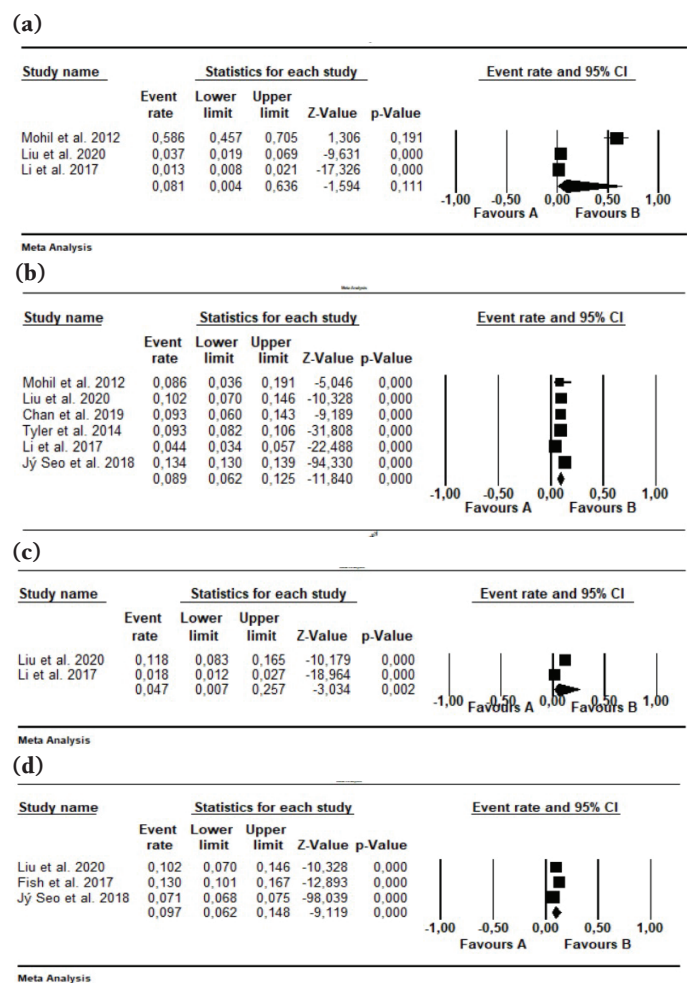 (a)
Study name Statistics for each study Event rate and 95% CI
Event Lower Upper
rate limit limit Z-Value p-Value
Mohil et al. 2012 0,586 0,457 0,705 1,306 0,191
Liu et al. 2020 0,037 0,019 0,069 -9,631 0,000
Li et al. 2017 0,013 0,008 0,021 -17,326 0,000
0,081 0,004 0,636 -1,594 0,111
-1,00 -0,50 0,00 0,50 1,00
Favours A Favours B
Meta Analysis
(b)
Meta Analysis
Study name Statistics for each study Event rate and 95% CI
Event Lower Upper
rate limit limit Z-Value p-Value
Mohil et al. 2012 0,086 0,036 0,191 -5,046 0,000
Liu et al. 2020 0,102 0,070 0,146 -10,328 0,000
Chan et al. 2019 0,093 0,060 0,143 -9,189 0,000
Tyler et al. 2014 0,093 0,082 0,106 -31,808 0,000
Li et al. 2017 0,044 0,034 0,057 -22,488 0,000
Jý Seo et al. 2018 0,134 0,130 0,139 -94,330 0,000
0,089 0,062 0,125 -11,840 0,000
-1,00 -0,50 0,00 0,50 1,00
Favours A Favours B
(c)
Study name Statistics for each study Event rate and 95% CI
Event Lower Upper
rate limit limit Z-Value p-Value
Liu et al. 2020 0,118 0,083 0,165 -10,179 0,000
Li et al. 2017 0,018 0,012 0,027 -18,964 0,000
0,047 0,007 0,257 -3,034 0,002
-1,00 -0,50 0,00 0,50 1,00
Favours A Favours B
Meta Analysis
(d)
Study name Statistics for each study Event rate and 95% CI
Event Lower Upper
rate limit limit Z-Value p-Value
Liu et al. 2020 0,102 0,070 0,146 -10,328 0,000
Fish et al. 2017 0,130 0,101 0,167 -12,893 0,000
Jý Seo et al. 2018 0,071 0,068 0,075 -98,039 0,000
0,097 0,062 0,148 -9,119 0,000
-1,00 -0,50 0,00 0,50 1,00
Favours A Favours B
Meta Analysis